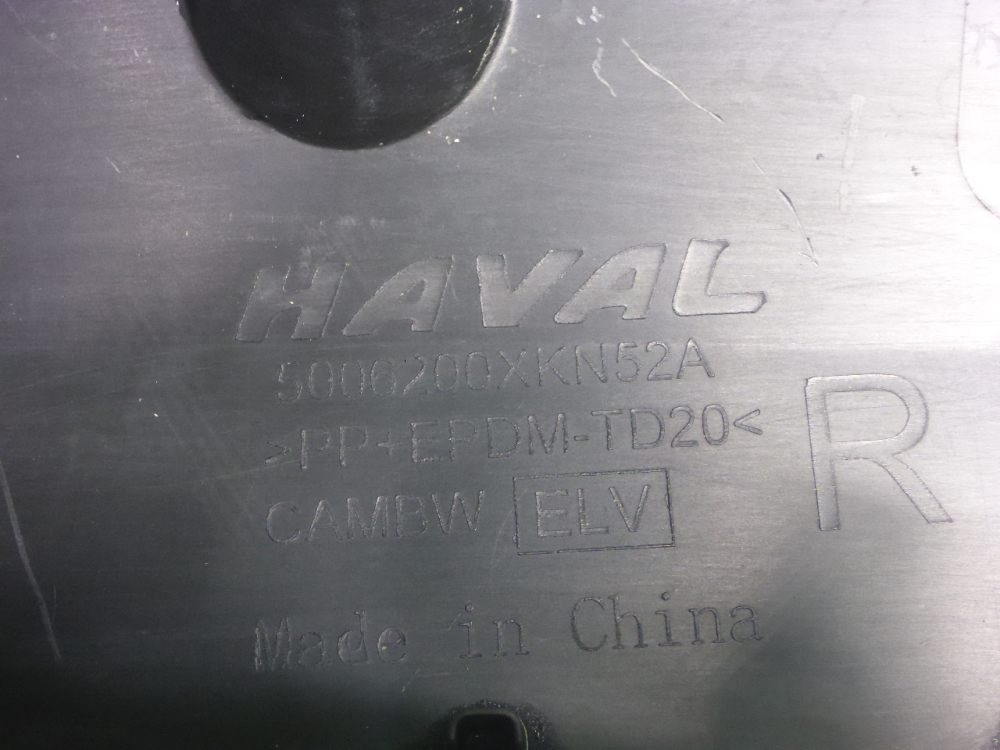 HAVAL
5006200XKN52A
>PP+EPDM-TD20<
R
CAMBW ELV
Made in China